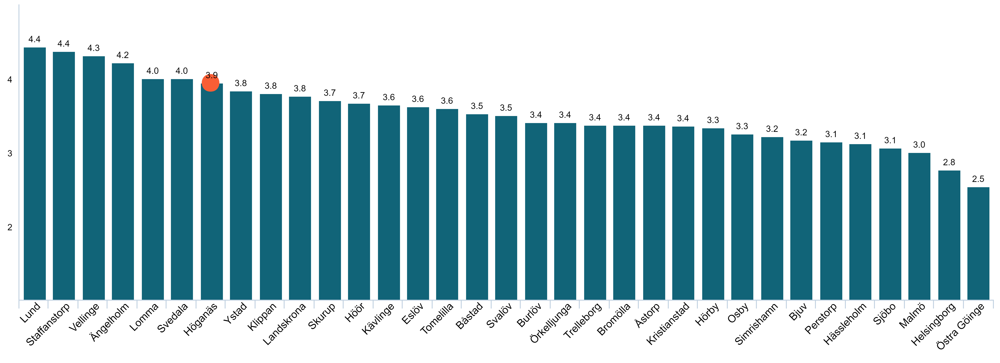 4.4
4.4
4.3
4.2
4.0
4.0
3.9
3.8
3.8
3.8
3.7
3.7
3.6
3.6
3.6
3.5
3.5
3.4
3.4
3.4
3.4
3.4
3.4
3.3
3.3
3.2
3.2
3.1
3.1
3.1
3.0
2.8
2.5
4
3
2
Lund
Staffanstorp
Vellinge
Ängelholm
Lomma
Svedala
Höganäs
Ystad
Klippan
Landskrona
Skurup
Höör
Kävlinge
Eslöv
Tomelilla
Båstad
Svalöv
Burlöv
Örkelljunga
Trelleborg
Bromölla
Åstorp
Kristianstad
Hörby
Osby
Simrishamn
Bjuv
Perstorp
Hässleholm
Sjöbo
Malmö
Helsingborg
Östra Göinge